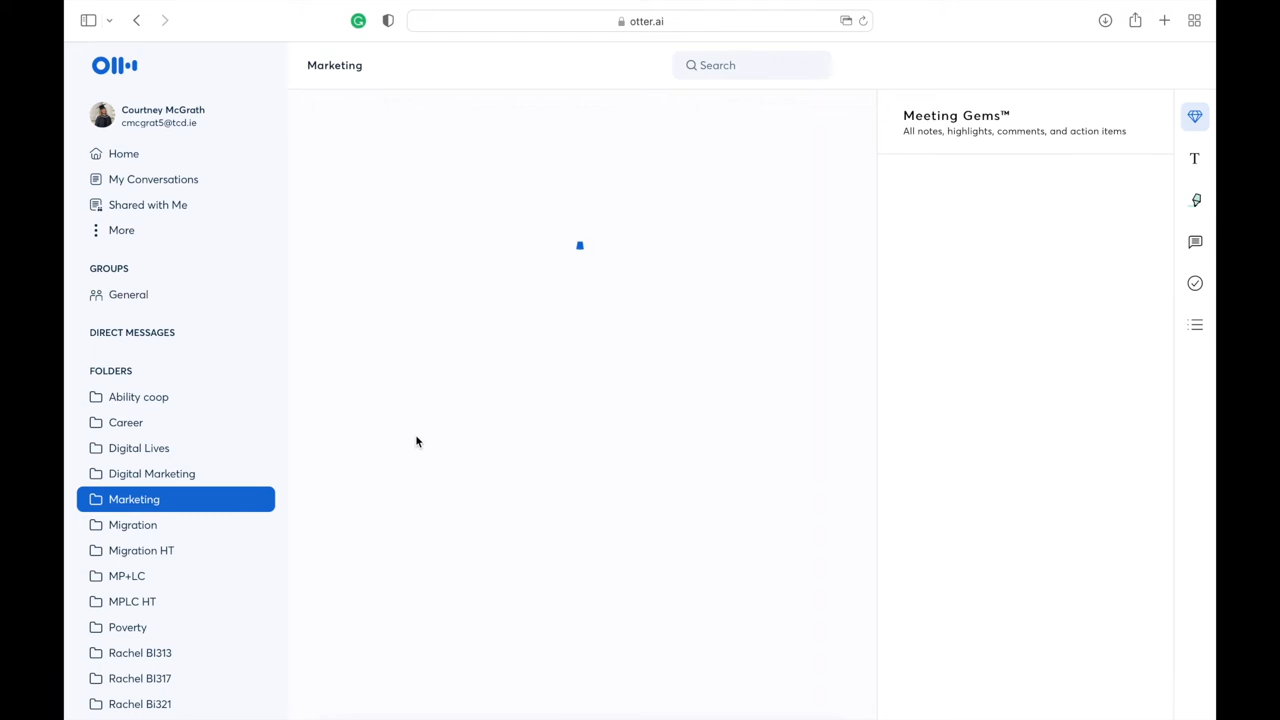 otter.ai
Marketing
Search
Courtney McGrath
cmcgrat5@tcd.ie
Home
My Conversations
Shared with Me
More
GROUPS
General
DIRECT MESSAGES
FOLDERS
Ability coop
Career
Digital Lives
Digital Marketing
Marketing
Migration
Migration HT
MP+LC
MPLC HT
Poverty
Rachel BI313
Rachel BI317
Rachel Bi321
Meeting Gems™
All notes, highlights, comments, and action items
T